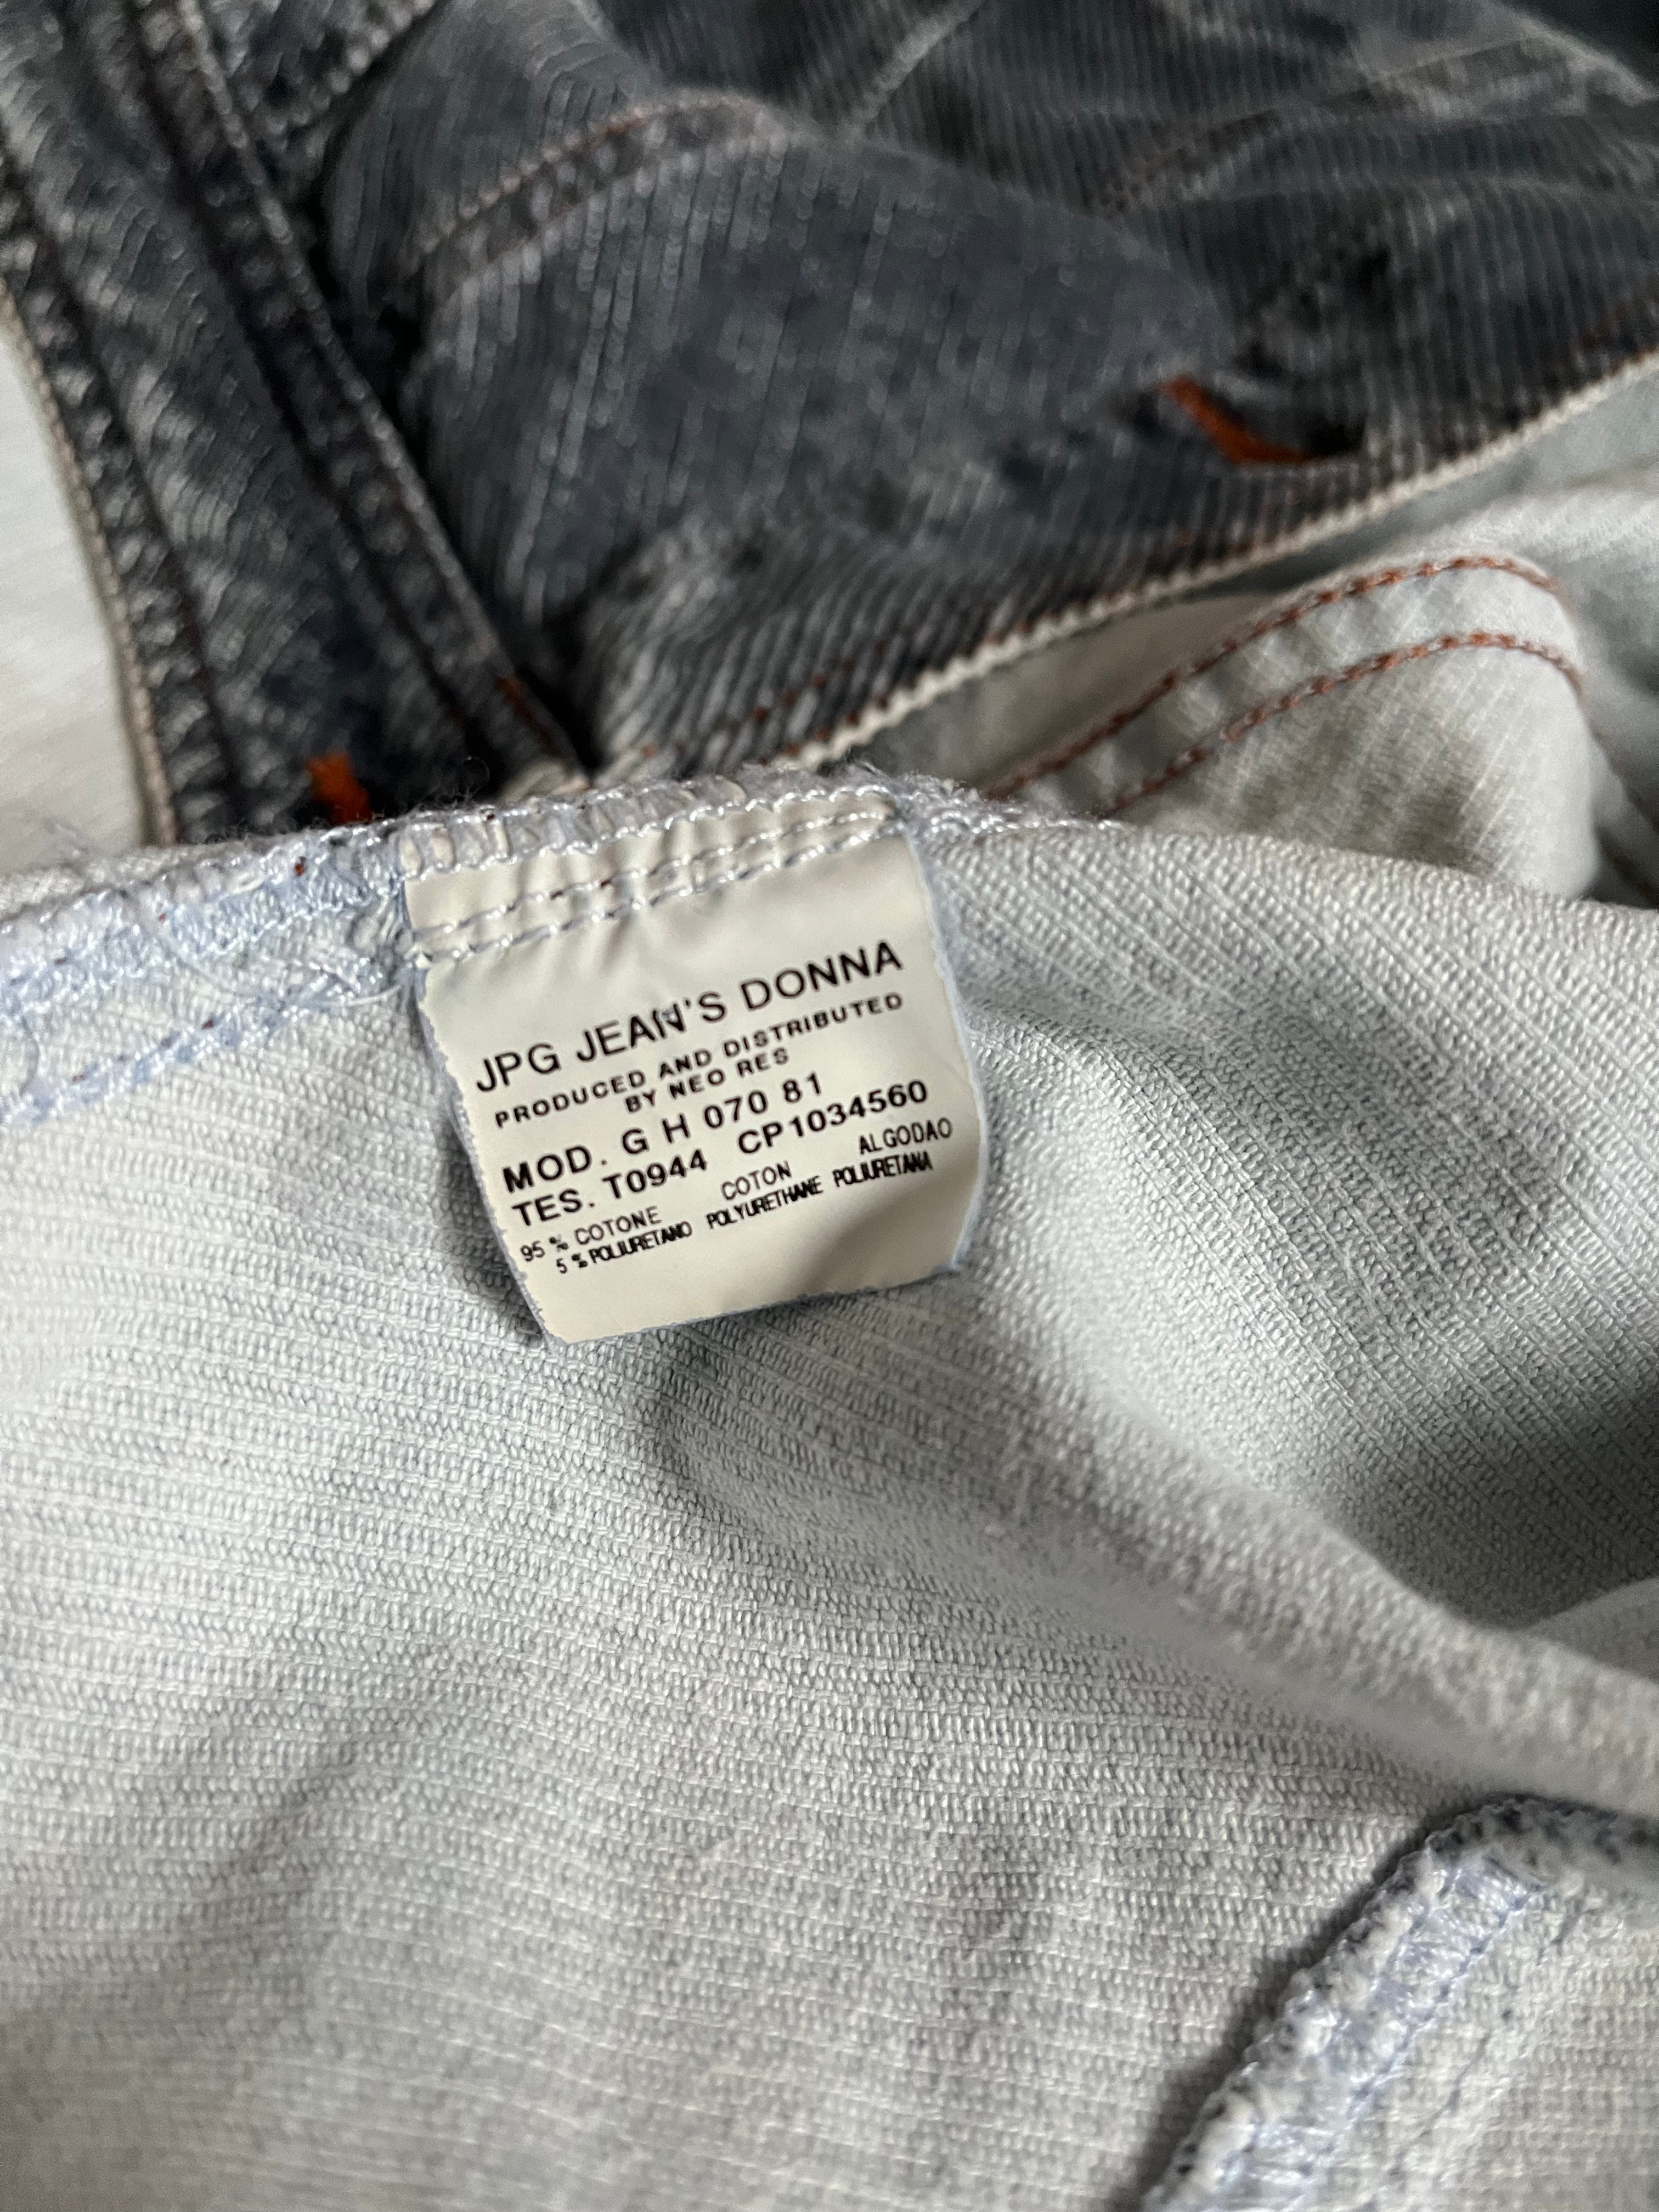 JPG JEAN'S DONNA
PRODUCED AND DISTRIBUTED
BY NEO RES
MOD. G H 070 81
TES. T0944 CP1034560
95 % COTONE COTON ALGODAO
5 % POLIURETANO POLYURETHANE POLIURETANA